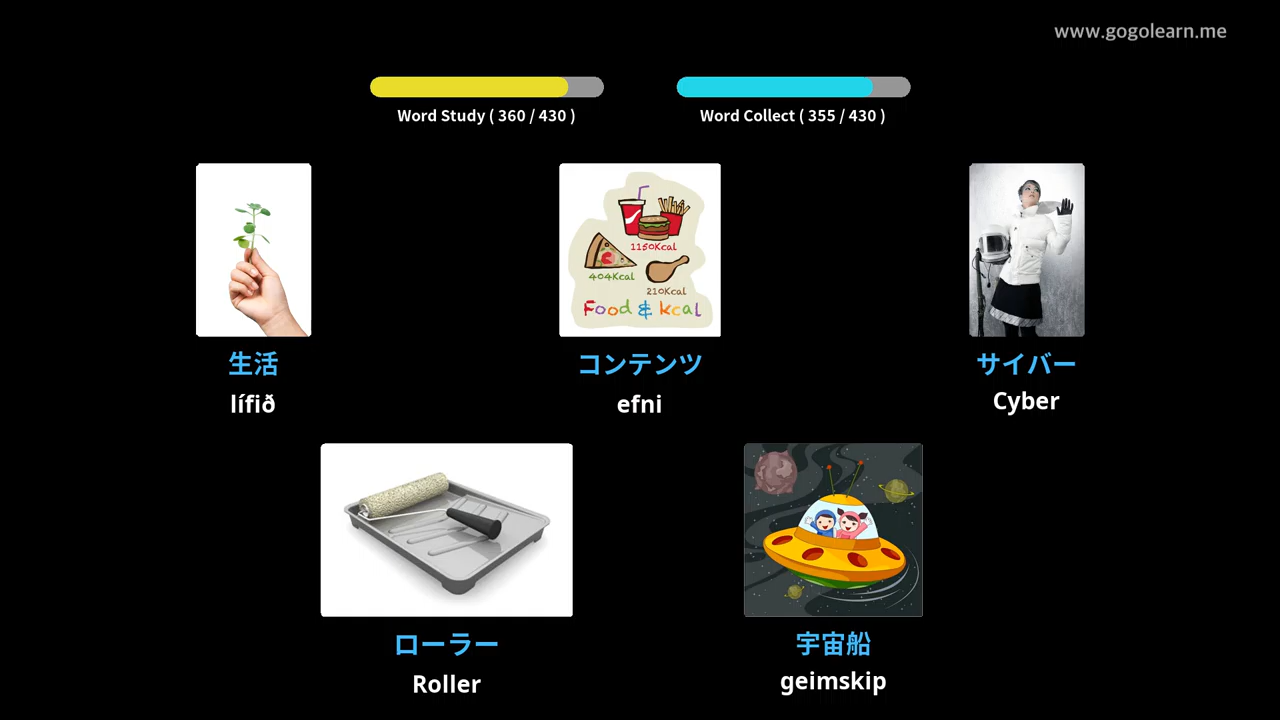 www.gogolearn.me
Word Study ( 360 / 430 )
Word Collect ( 355 / 430 )
1150Kcal
404Kcal
210Kcal
Food & kcal
生活
lífið
コンテンツ
efni
サイバー
Cyber
ローラー
Roller
宇宙船
geimskip